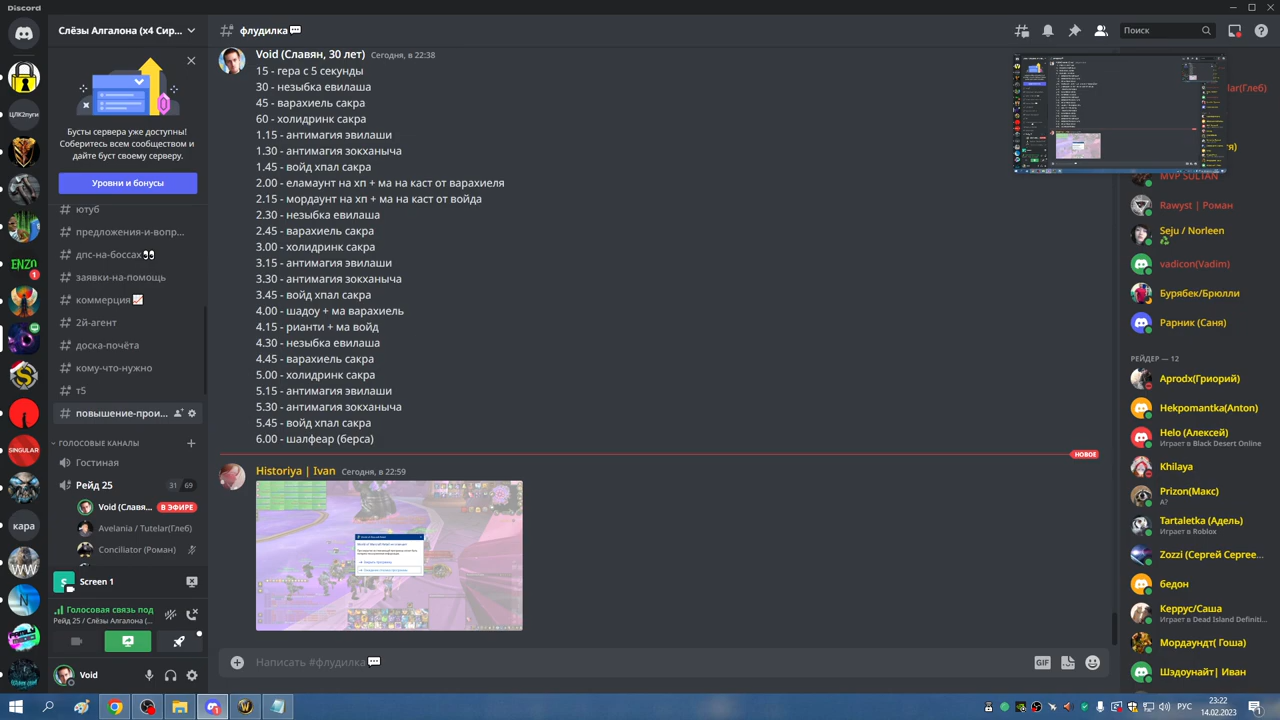 Discord
Слёзы Алгалона (x4 Сир...
флудилка💬
Поиск
Бусты сервера уже доступны!
Соберитесь, всем сообществом и
дайте буст своему серверу.
Уровни и бонусы
ютуб
предложения-и-вопр...
дпс-на-боссах👀
заявки-на-помощь
коммерция 📈
2й-агент
доска-почёта
кому-что-нужно
т5
повышение-прои...
ГОЛОСОВЫЕ КАНАЛЫ
Гостиная
Рейд 25
31 69
Void (Славя...
В ЭФИРЕ
Avelania / Tutelar(Глеб)
(Роман)
Screen 1
Голосовая связь под
Рейд 25 / Слёзы Алгалона (...
Void
ENZO
1
SINGULAR
кара
Void (Славян, 30 лет) Сегодня, в 22:38
15 - гера с 5 секунды
45 - варахиель сакра
60 - холидринк сакра
1.15 - антимагия эвилаши
1.30 - антимагия зокханыча
1.45 - войд хпал сакра
2.00 - еламаунт на хп + ма на каст от варахиеля
2.15 - мордаунт на хп + ма на каст от войда
2.30 - незыбка евилаша
2.45 - варахиель сакра
3.00 - холидринк сакра
3.15 - антимагия эвилаши
3.30 - антимагия зокханыча
3.45 - войд хпал сакра
4.00 - шадоу + ма варахиель
4.15 - рианти + ма войд
4.30 - незыбка евилаша
4.45 - варахиель сакра
5.00 - холидринк сакра
5.15 - антимагия эвилаши
5.30 - антимагия зокханыча
5.45 - войд хпал сакра
6.00 - шалфеар (берса)
НОВОЕ
Historiya | Ivan Сегодня, в 22:59
Написать #флудилка💬
GIF
MVP SULTAN
Rawyst | Роман
Seju / Norleen
vadicon(Vadim)
Бурябек/Брюлли
Рарник (Саня)
РЕЙДЕР — 12
Aprodx(Гриорий)
Hekpomantka(Anton)
Helo (Алексей)
Играет в Black Desert Online
Khilaya
Prizon(Макс)
A?
Tartaletka (Адель)
Играет в Roblox
Zozzi (Сергей Сергее...
бедон
Керрус/Саша
Играет в Dead Island Definiti...
Мордаундт( Гоша)
Шэдоунайт| Иван
РУС
23:22
14.02.2023